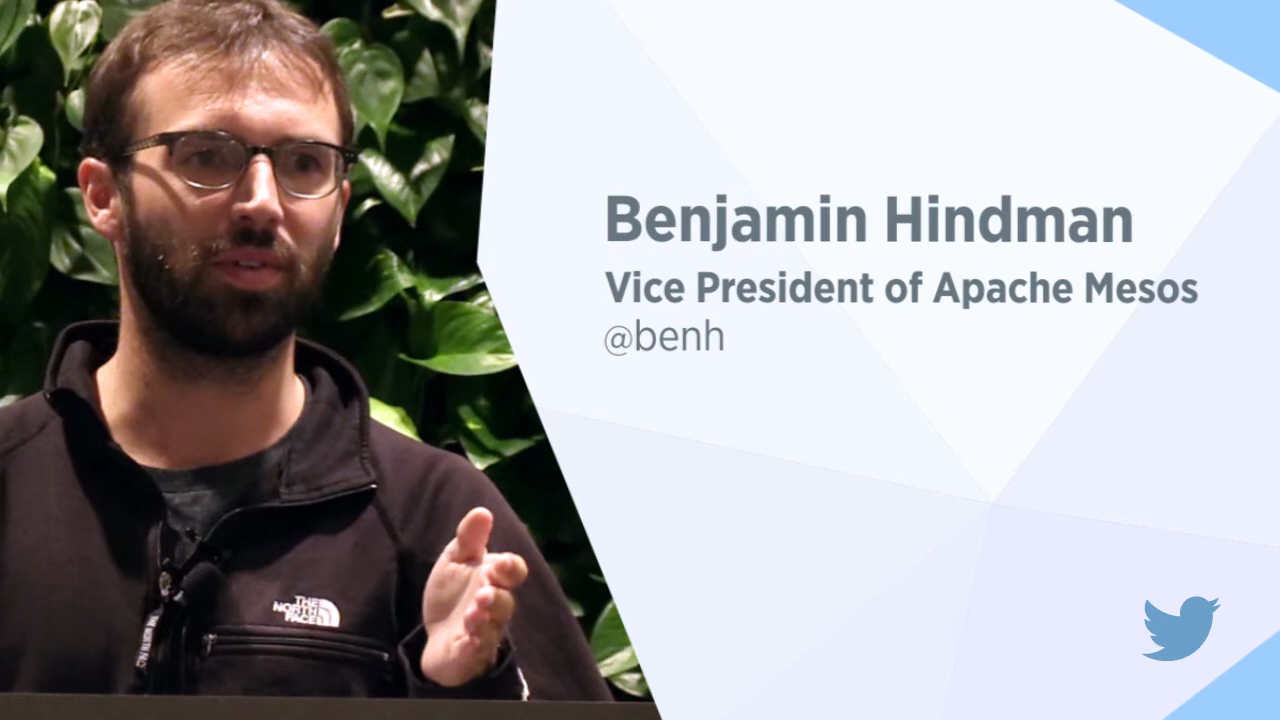 Benjamin Hindman
Vice President of Apache Mesos
@benh
THE
NORTH
FACE